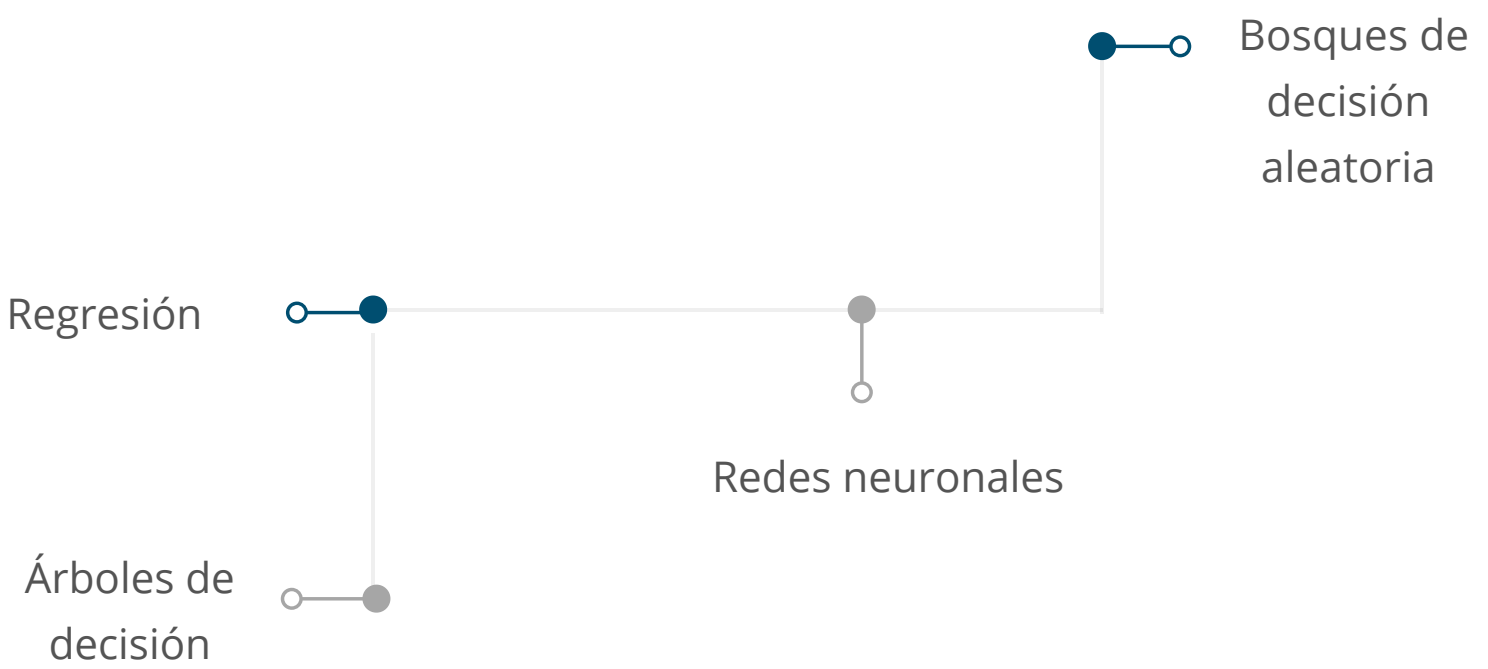 Bosques de
decisión
aleatoria
Regresión
Redes neuronales
Árboles de
decisión